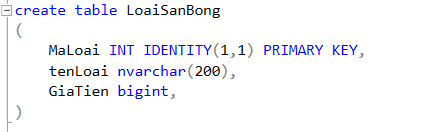 create table LoaiSanBong
(
MaLoai INT IDENTITY(1,1) PRIMARY KEY,
tenLoai nvarchar(200),
GiaTien bigint,
)